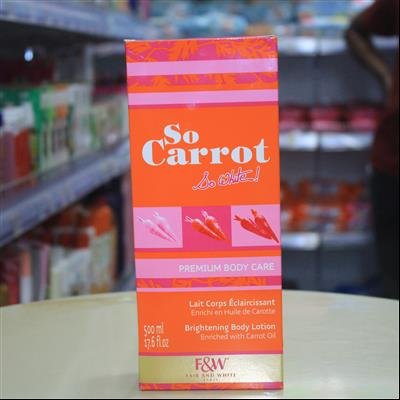 So
Carrot
So White!
PREMIUM BODY CARE
Lait Corps Éclaircissant
Enrichi en Huile de Carotte
500 ml
17.6 fl.oz
Brightening Body Lotion
Enriched with Carrot Oil
F&W
FAIR AND WHITE
PARIS